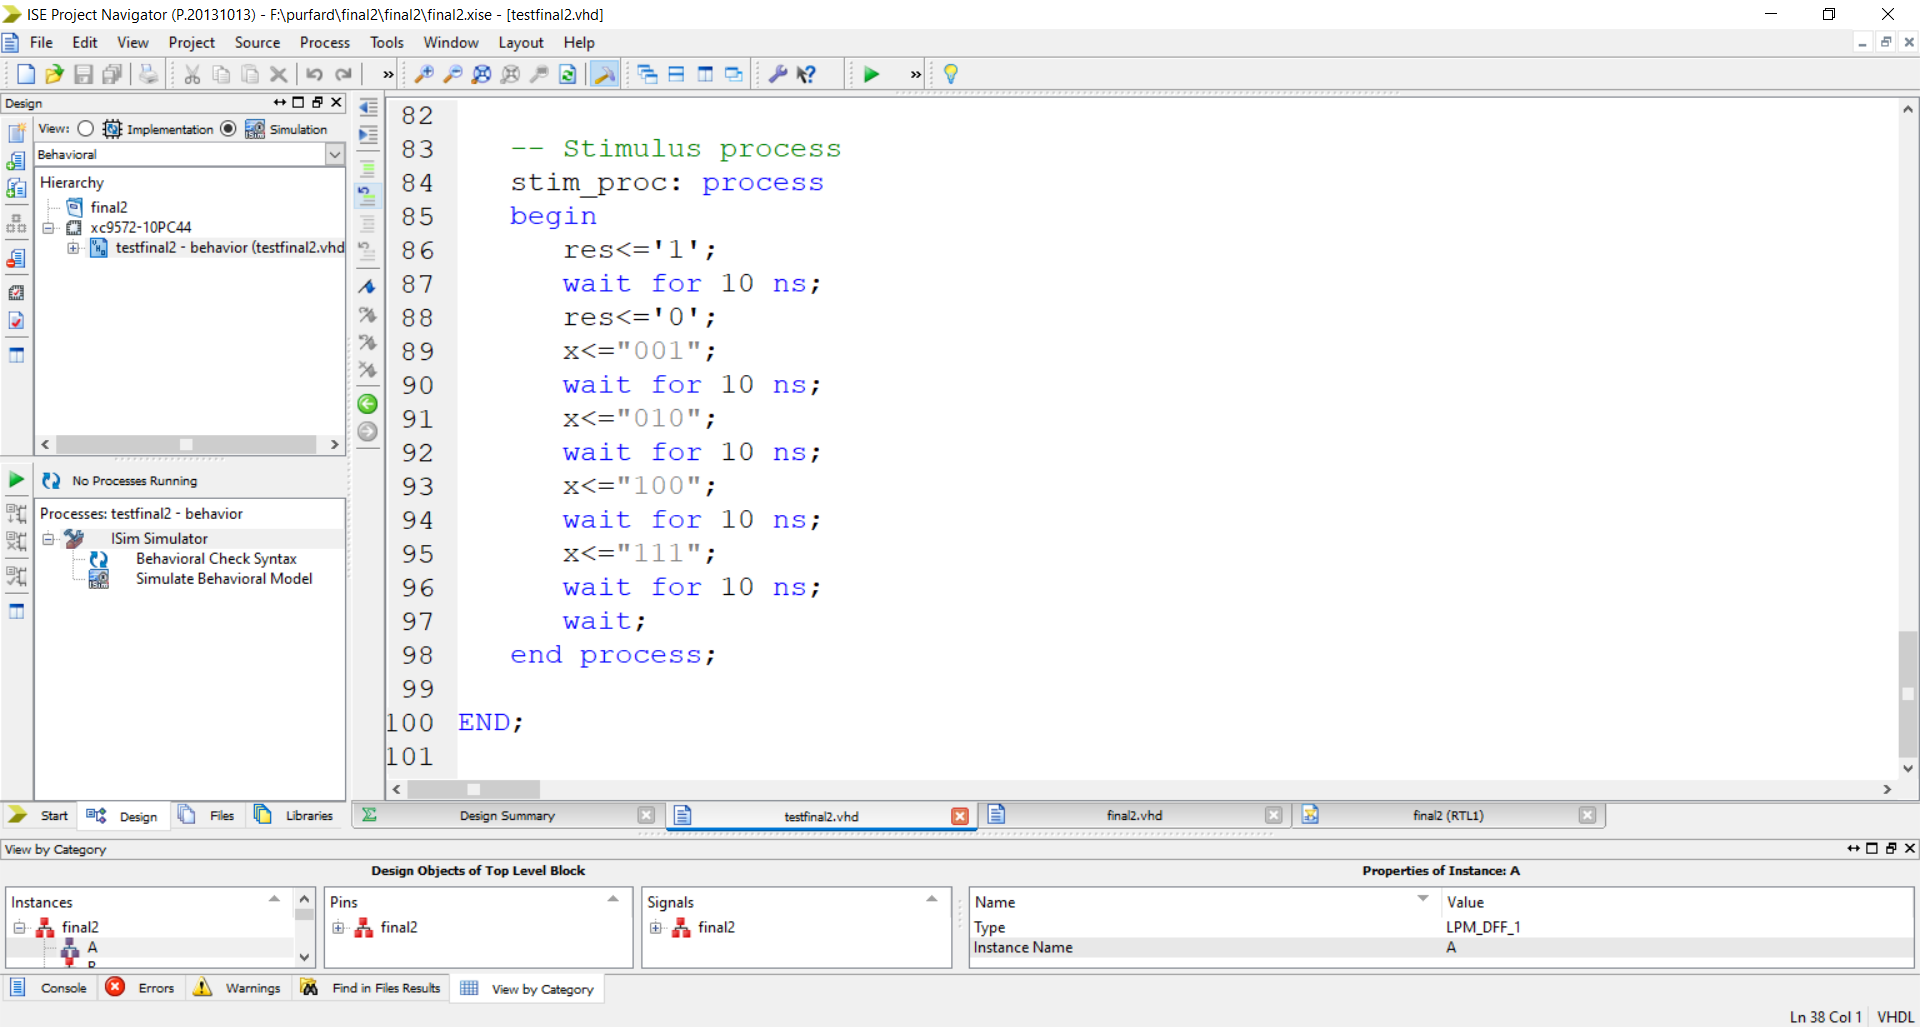 ISE Project Navigator (P.20131013) - F:\purfard\final2\final2\final2.xise - [testfinal2.vhd]
File Edit View Project Source Process Tools Window Layout Help
Design
View: Implementation Simulation
Behavioral
Hierarchy
final2
xc9572-10PC44
testfinal2 - behavior (testfinal2.vhd
No Processes Running
Processes: testfinal2 - behavior
ISim Simulator
Behavioral Check Syntax
Simulate Behavioral Model
Start Design Files Libraries
82
83 -- Stimulus process
84 stim_proc: process
85 begin
86 res<='1';
87 wait for 10 ns;
88 res<='0';
89 x<="001";
90 wait for 10 ns;
91 x<="010";
92 wait for 10 ns;
93 x<="100";
94 wait for 10 ns;
95 x<="111";
96 wait for 10 ns;
97 wait;
98 end process;
99
100 END;
101
Design Summary testfinal2.vhd final2.vhd final2 (RTL1)
View by Category
Design Objects of Top Level Block
Properties of Instance: A
Instances
final2
A
Pins
final2
Signals
final2
Name Value
Type LPM_DFF_1
Instance Name A
Console Errors Warnings Find in Files Results View by Category
Ln 38 Col 1 VHDL